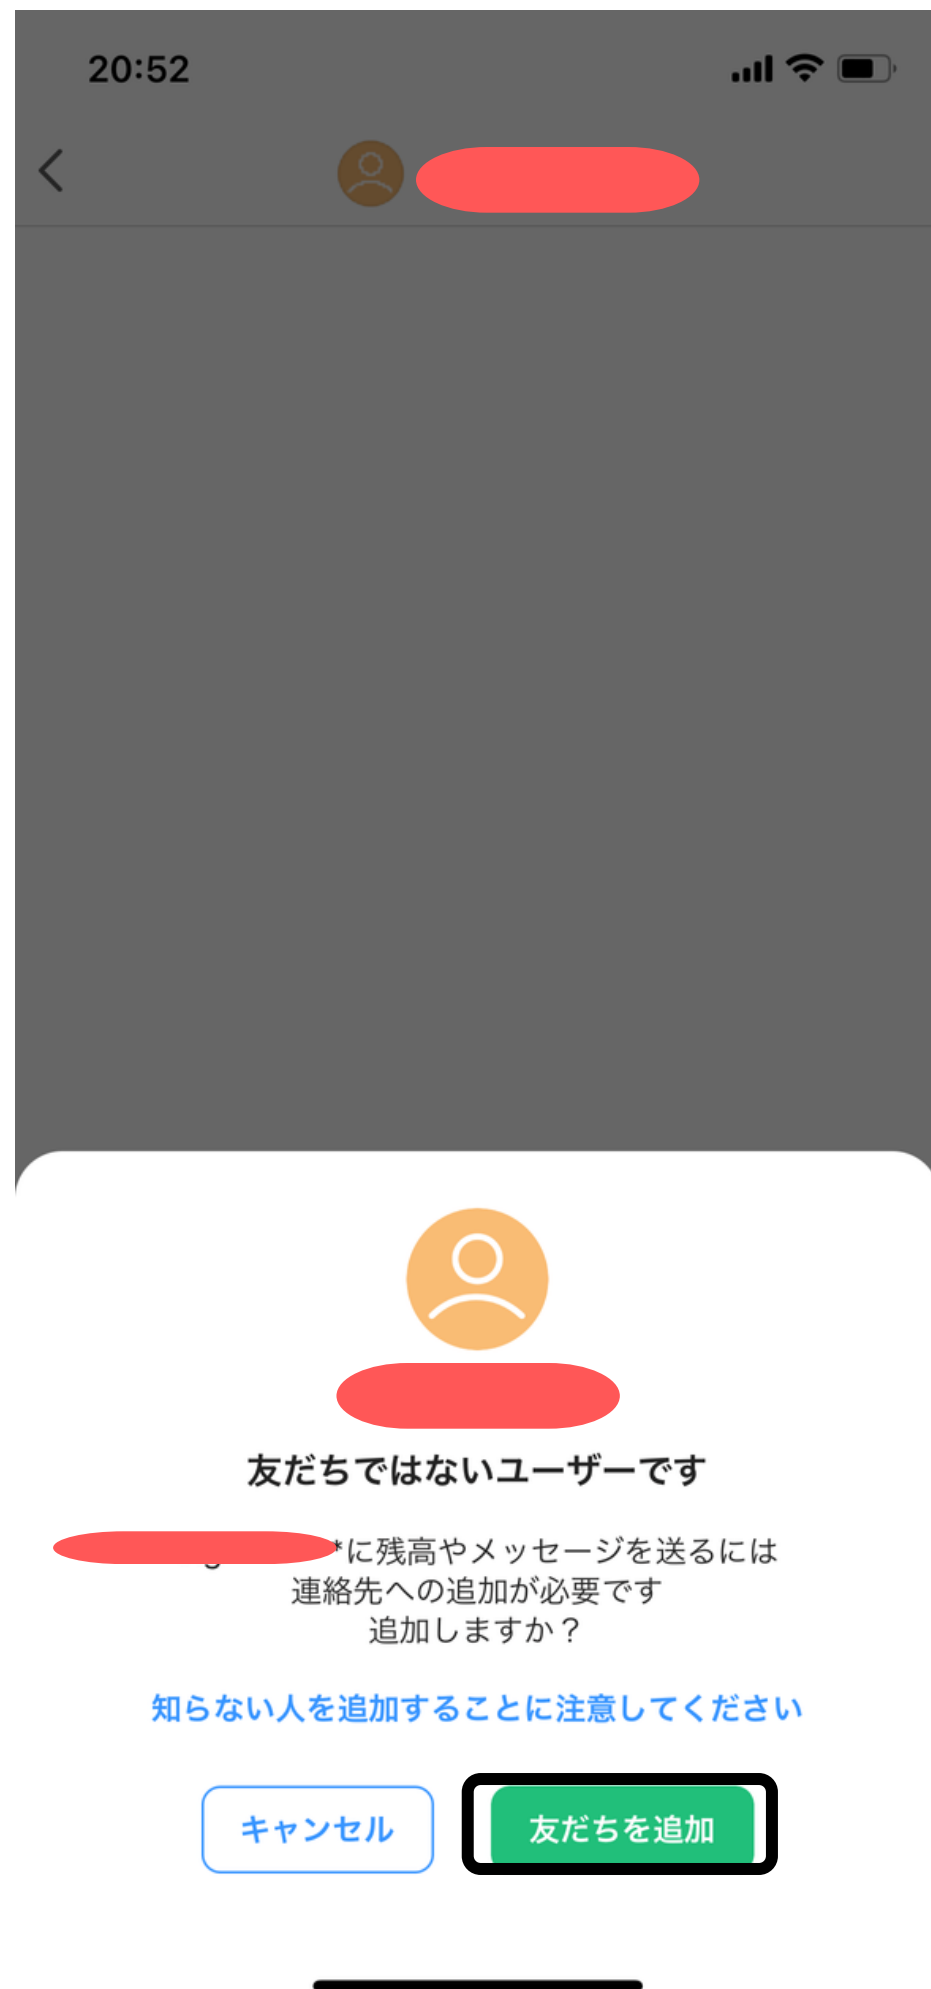 20:52
友だちではないユーザーです
*に残高やメッセージを送るには
連絡先への追加が必要です
追加しますか？
知らない人を追加することに注意してください
キャンセル
友だちを追加